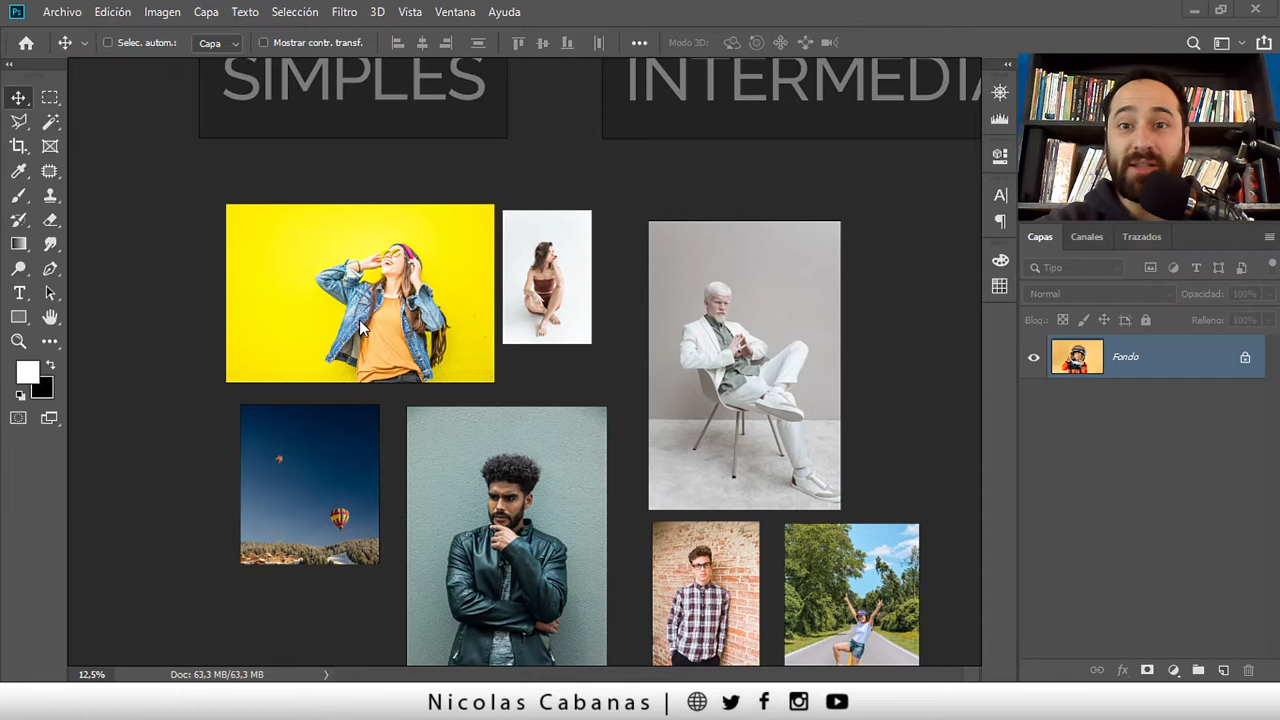 Ps Archivo Edición Imagen Capa Texto Selección Filtro 3D Vista Ventana Ayuda
Selec. autom.: Capa Mostrar contr. transf. Modo 3D:
SIMPLES
INTERMEDIA
Capas Canales Trazados
Tipo
Normal Opacidad: 100%
Bloq.: Relleno: 100%
Fondo
12,5% Doc: 63,3 MB/63,3 MB
Nicolas Cabanas |